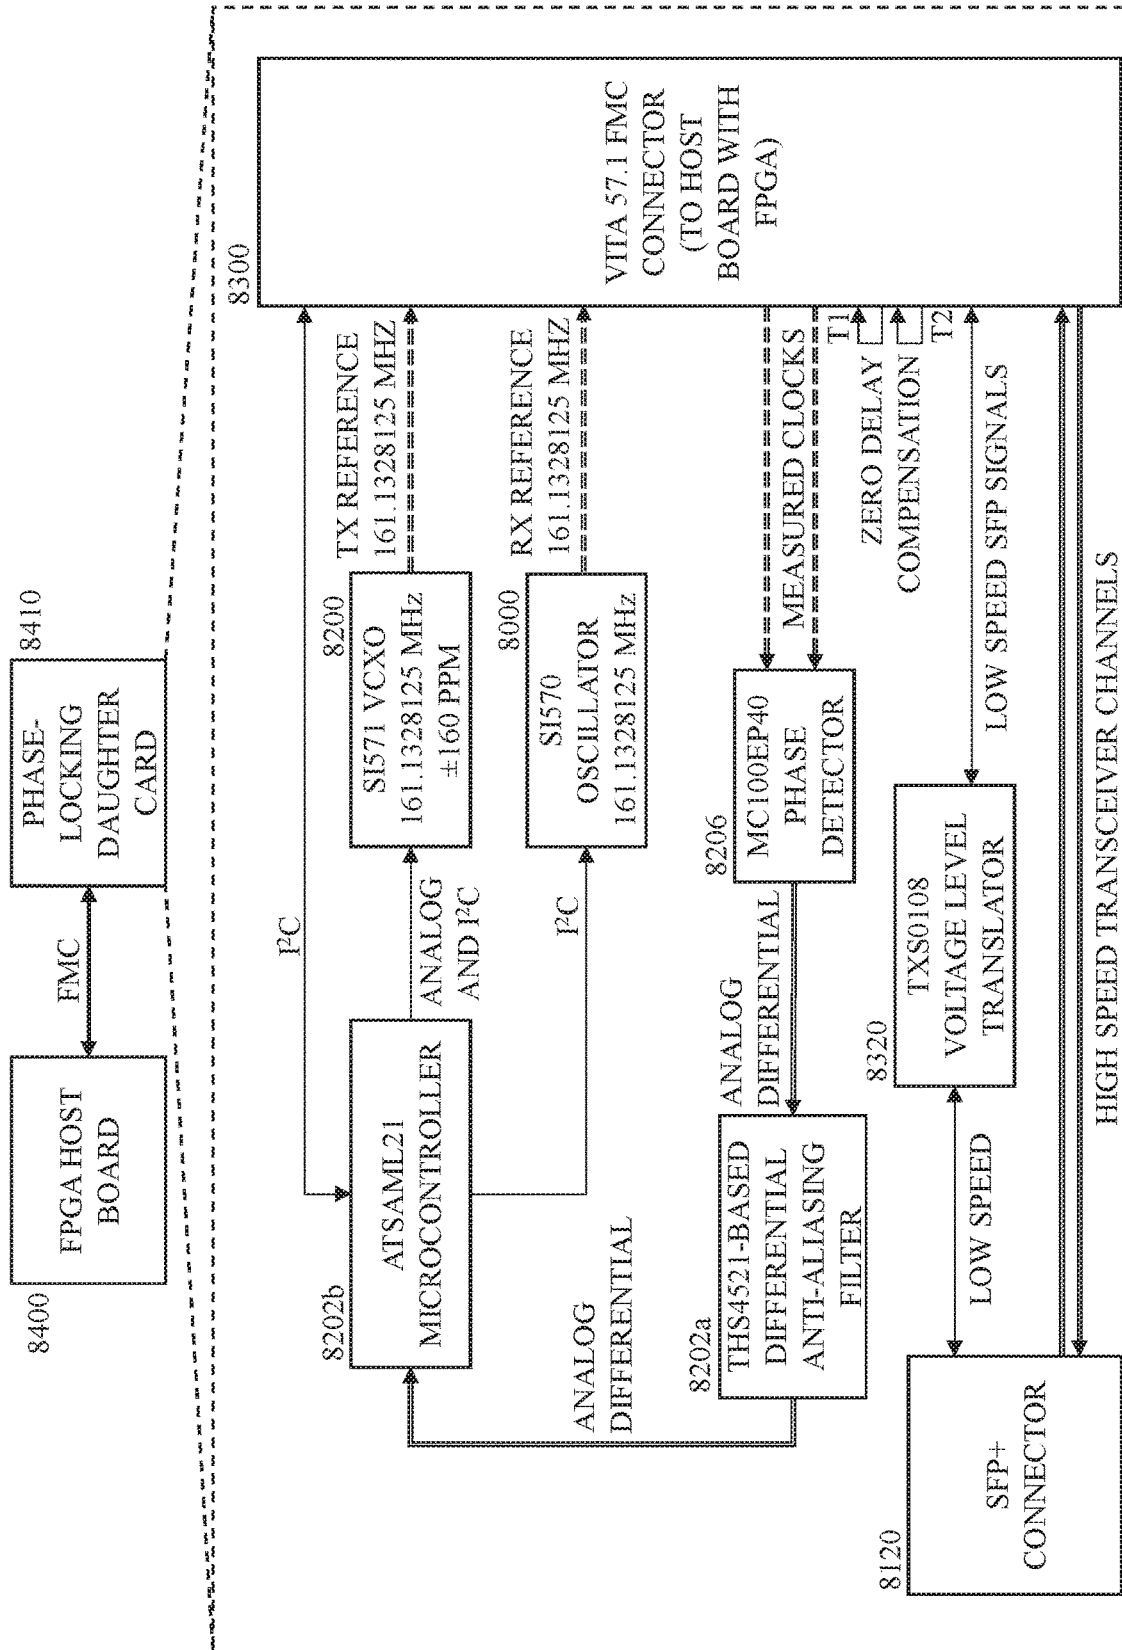 8400
FPGA HOST
BOARD
FMC
8410
PHASE-
LOCKING
DAUGHTER
CARD
I²C
8202b
ATSAML21
MICROCONTROLLER
ANALOG
AND I²C
8200
SI571 VCXO
161.1328125 MHz
±160 PPM
TX REFERENCE
161.1328125 MHZ
8300
VITA 57.1 FMC
CONNECTOR
(TO HOST
BOARD WITH
FPGA)
I²C
8000
SI570
OSCILLATOR
161.1328125 MHz
RX REFERENCE
161.1328125 MHZ
ANALOG
DIFFERENTIAL
8202a
THS4521-BASED
DIFFERENTIAL
ANTI-ALIASING
FILTER
ANALOG
DIFFERENTIAL
8206
MC100EP40
PHASE
DETECTOR
MEASURED CLOCKS
T1
ZERO DELAY
COMPENSATION
T2
8120
SFP+
CONNECTOR
LOW SPEED
8320
TXS0108
VOLTAGE LEVEL
TRANSLATOR
LOW SPEED SFP SIGNALS
HIGH SPEED TRANSCEIVER CHANNELS